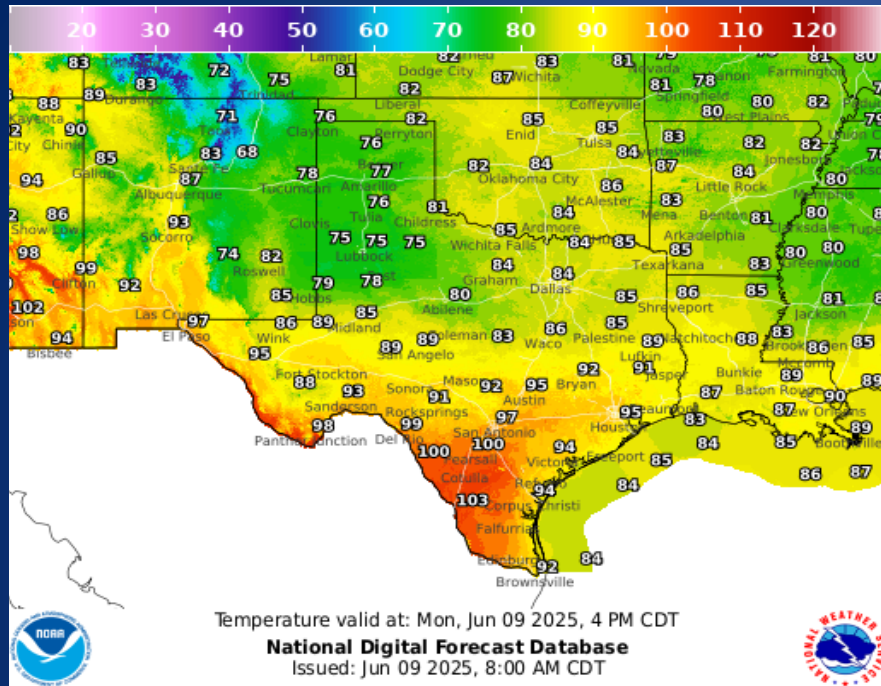 20 30 40 50 60 70 80 90 100 110 120
83 72 75 81 82 83 81 78 81 80
Lamar Dodge City Wichita Nevada Farmington
83 87 81
Durango Trinidad Liberal Coffeyville Springfield West Plains
88 89 82 80 80 82
Kayenta
71 76 82 85 85 83 82 82 79
Chinle Clayton Perryton Enid Tulsa Union City
90 76
85 83 68 84 87
Gallup Santa Fe Jonesboro
94 87 78 77 82 84 86 84 80
Albuquerque Tucumcari Amarillo Oklahoma City McAlester Little Rock Memphis
86 93 76 81 84 83 81 80
Show Low Socorro Clovis Tulia Childress Ardmore Mena Benton Clarksdale
98 74 82 75 75 75 85 84 85 85 80 80
Roswell Lubbock Wichita Falls Arkadelphia Greenwood
99 84 83
Clifton Graham Texarkana
102 92 85 79 78 80 84 85 86 85 81
Hobbs Abilene Dallas Shreveport Jackson
94 97 86 89 85 83 86 85 88 83 85
Bisbee El Paso Wink Midland Coleman Waco Palestine Natchitoches
95 89 89 89 86
San Angelo Lufkin Mccomb
88 93 91 92 95 92 91 87 89 90 89
Fort Stockton Sonora Austin Bryan Jasper Bunkie Baton Rouge
98 99 97 95 83 87
Sanderson Rocksprings Houston Beaumont New Orleans
Panther Junction Del Rio San Antonio
100 100 94 84 85 89
Pearsall Victoria Freeport Boothville
Cotulla 85 86 87
103 94 84
Corpus Christi
Falfurrias
Edinburg 92 84
Brownsville
Temperature valid at: Mon, Jun 09 2025, 4 PM CDT
National Digital Forecast Database
Issued: Jun 09 2025, 8:00 AM CDT
NOAA
NATIONAL WEATHER SERVICE